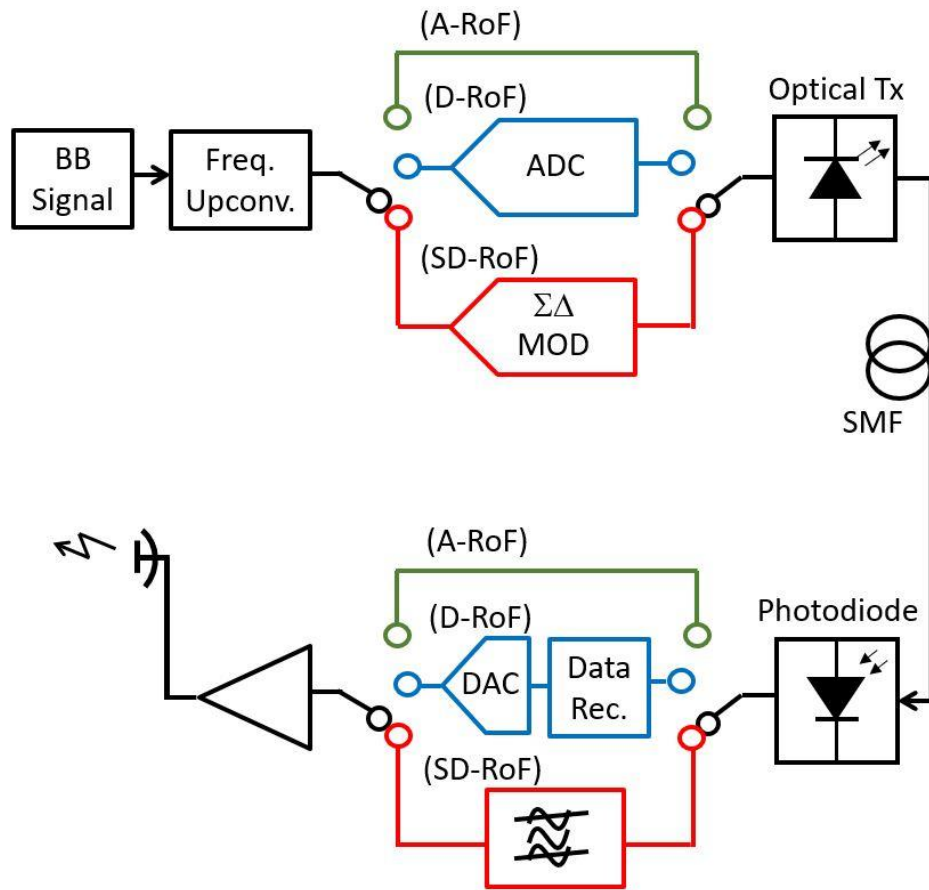 (A-RoF)
(D-RoF)
Optical Tx
BB
Signal
Freq.
Upconv.
ADC
(SD-RoF)
ΣΔ
MOD
SMF
(A-RoF)
(D-RoF)
Photodiode
DAC
Data
Rec.
(SD-RoF)